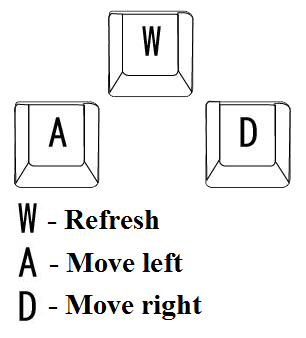 W
A D
W - Refresh
A - Move left
D - Move right